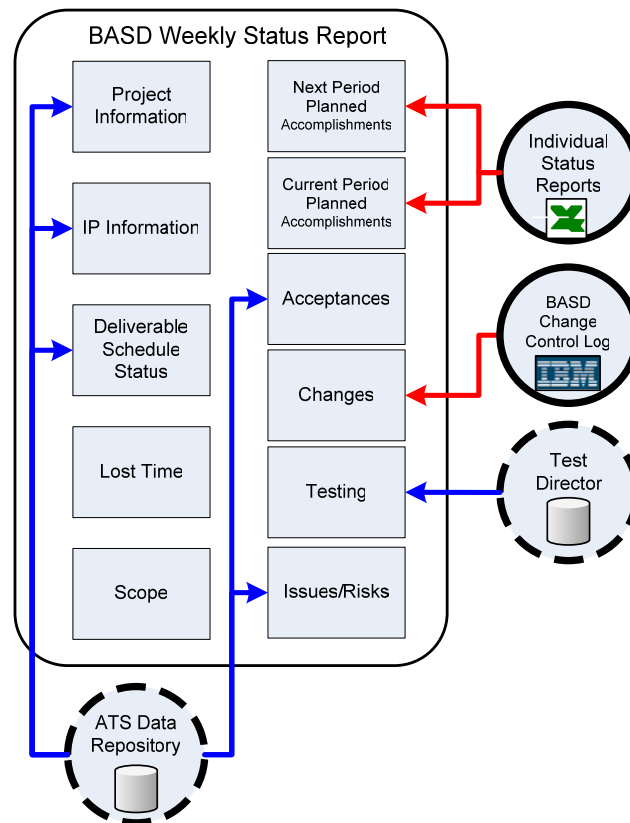 BASD Weekly Status Report
Project
Information
IP Information
Deliverable
Schedule
Status
Lost Time
Scope
Next Period
Planned
Accomplishments
Current Period
Planned
Accomplishments
Acceptances
Changes
Testing
Issues/Risks
Individual
Status
Reports
BASD
Change
Control Log
IBM
Test
Director
ATS Data
Repository